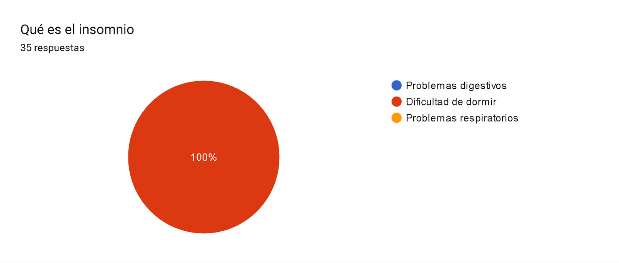 Qué es el insomnio
35 respuestas
Problemas digestivos
Dificultad de dormir
Problemas respiratorios
100%